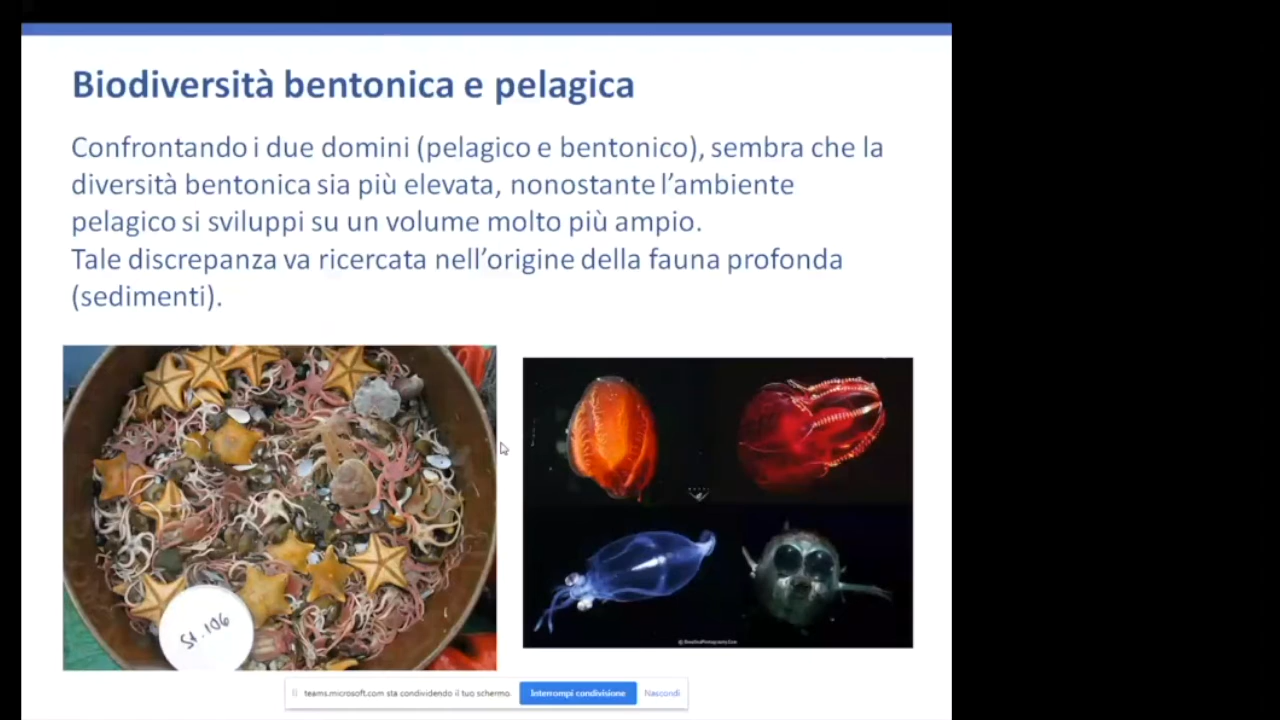 Biodiversità bentonica e pelagica
Confrontando i due domini (pelagico e bentonico), sembra che la
diversità bentonica sia più elevata, nonostante l'ambiente
pelagico si sviluppi su un volume molto più ampio.
Tale discrepanza va ricercata nell'origine della fauna profonda
(sedimenti).
St. 106
teams.microsoft.com sta condividendo il tuo schermo.
Interrompi condivisione
Nascondi